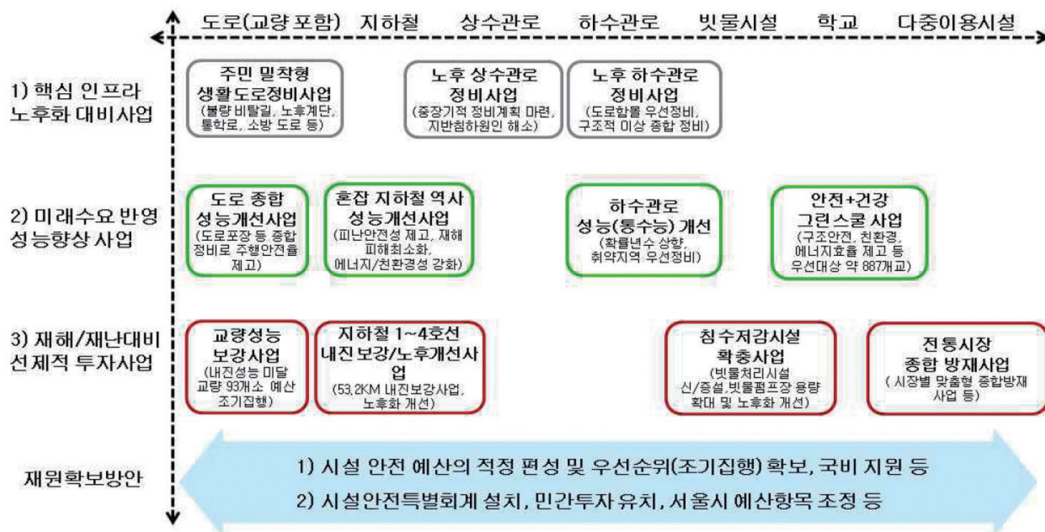 도로(교량 포함) 지하철 상수관로 하수관로 빗물시설 학교 다중이용시설
1) 핵심 인프라
노후화 대비사업
주민 밀착형
생활도로정비사업
(불량 비탈길, 노후계단,
통학로, 소방 도로 등)
노후 상수관로
정비사업
(중장기적 정비계획 마련,
지반침하원인 해소)
노후 하수관로
정비사업
(도로함몰 우선정비,
구조적 이상 종합 정비)
2) 미래수요 반영
성능향상 사업
도로 종합
성능개선사업
(도로포장 등 종합
정비로 주행안전율
제고)
혼잡 지하철 역사
성능개선사업
(피난안전성 제고, 재해
피해최소화,
에너지/친환경성 강화)
하수관로
성능(통수능) 개선
(확률년수 상향,
취약지역 우선정비)
안전+건강
그린스쿨 사업
(구조안전, 친환경,
에너지효율 제고 등
우선대상 약 887개교)
3) 재해/재난대비
선제적 투자사업
교량성능
보강사업
(내진성능 미달
교량 93개소 예산
조기집행)
지하철 1~4호선
내진 보강/노후개선사
업
(53.2KM 내진보강사업,
노후화 개선)
침수저감시설
확충사업
(빗물처리시설
신/증설,빗물펌프장 용량
확대 및 노후화 개선)
전통시장
종합 방재사업
( 시장별 맞춤형 종합방재
사업 등)
재원확보방안
1) 시설 안전 예산의 적정 편성 및 우선순위(조기집행) 확보, 국비 지원 등
2) 시설안전특별회계 설치, 민간투자 유치, 서울시 예산항목 조정 등